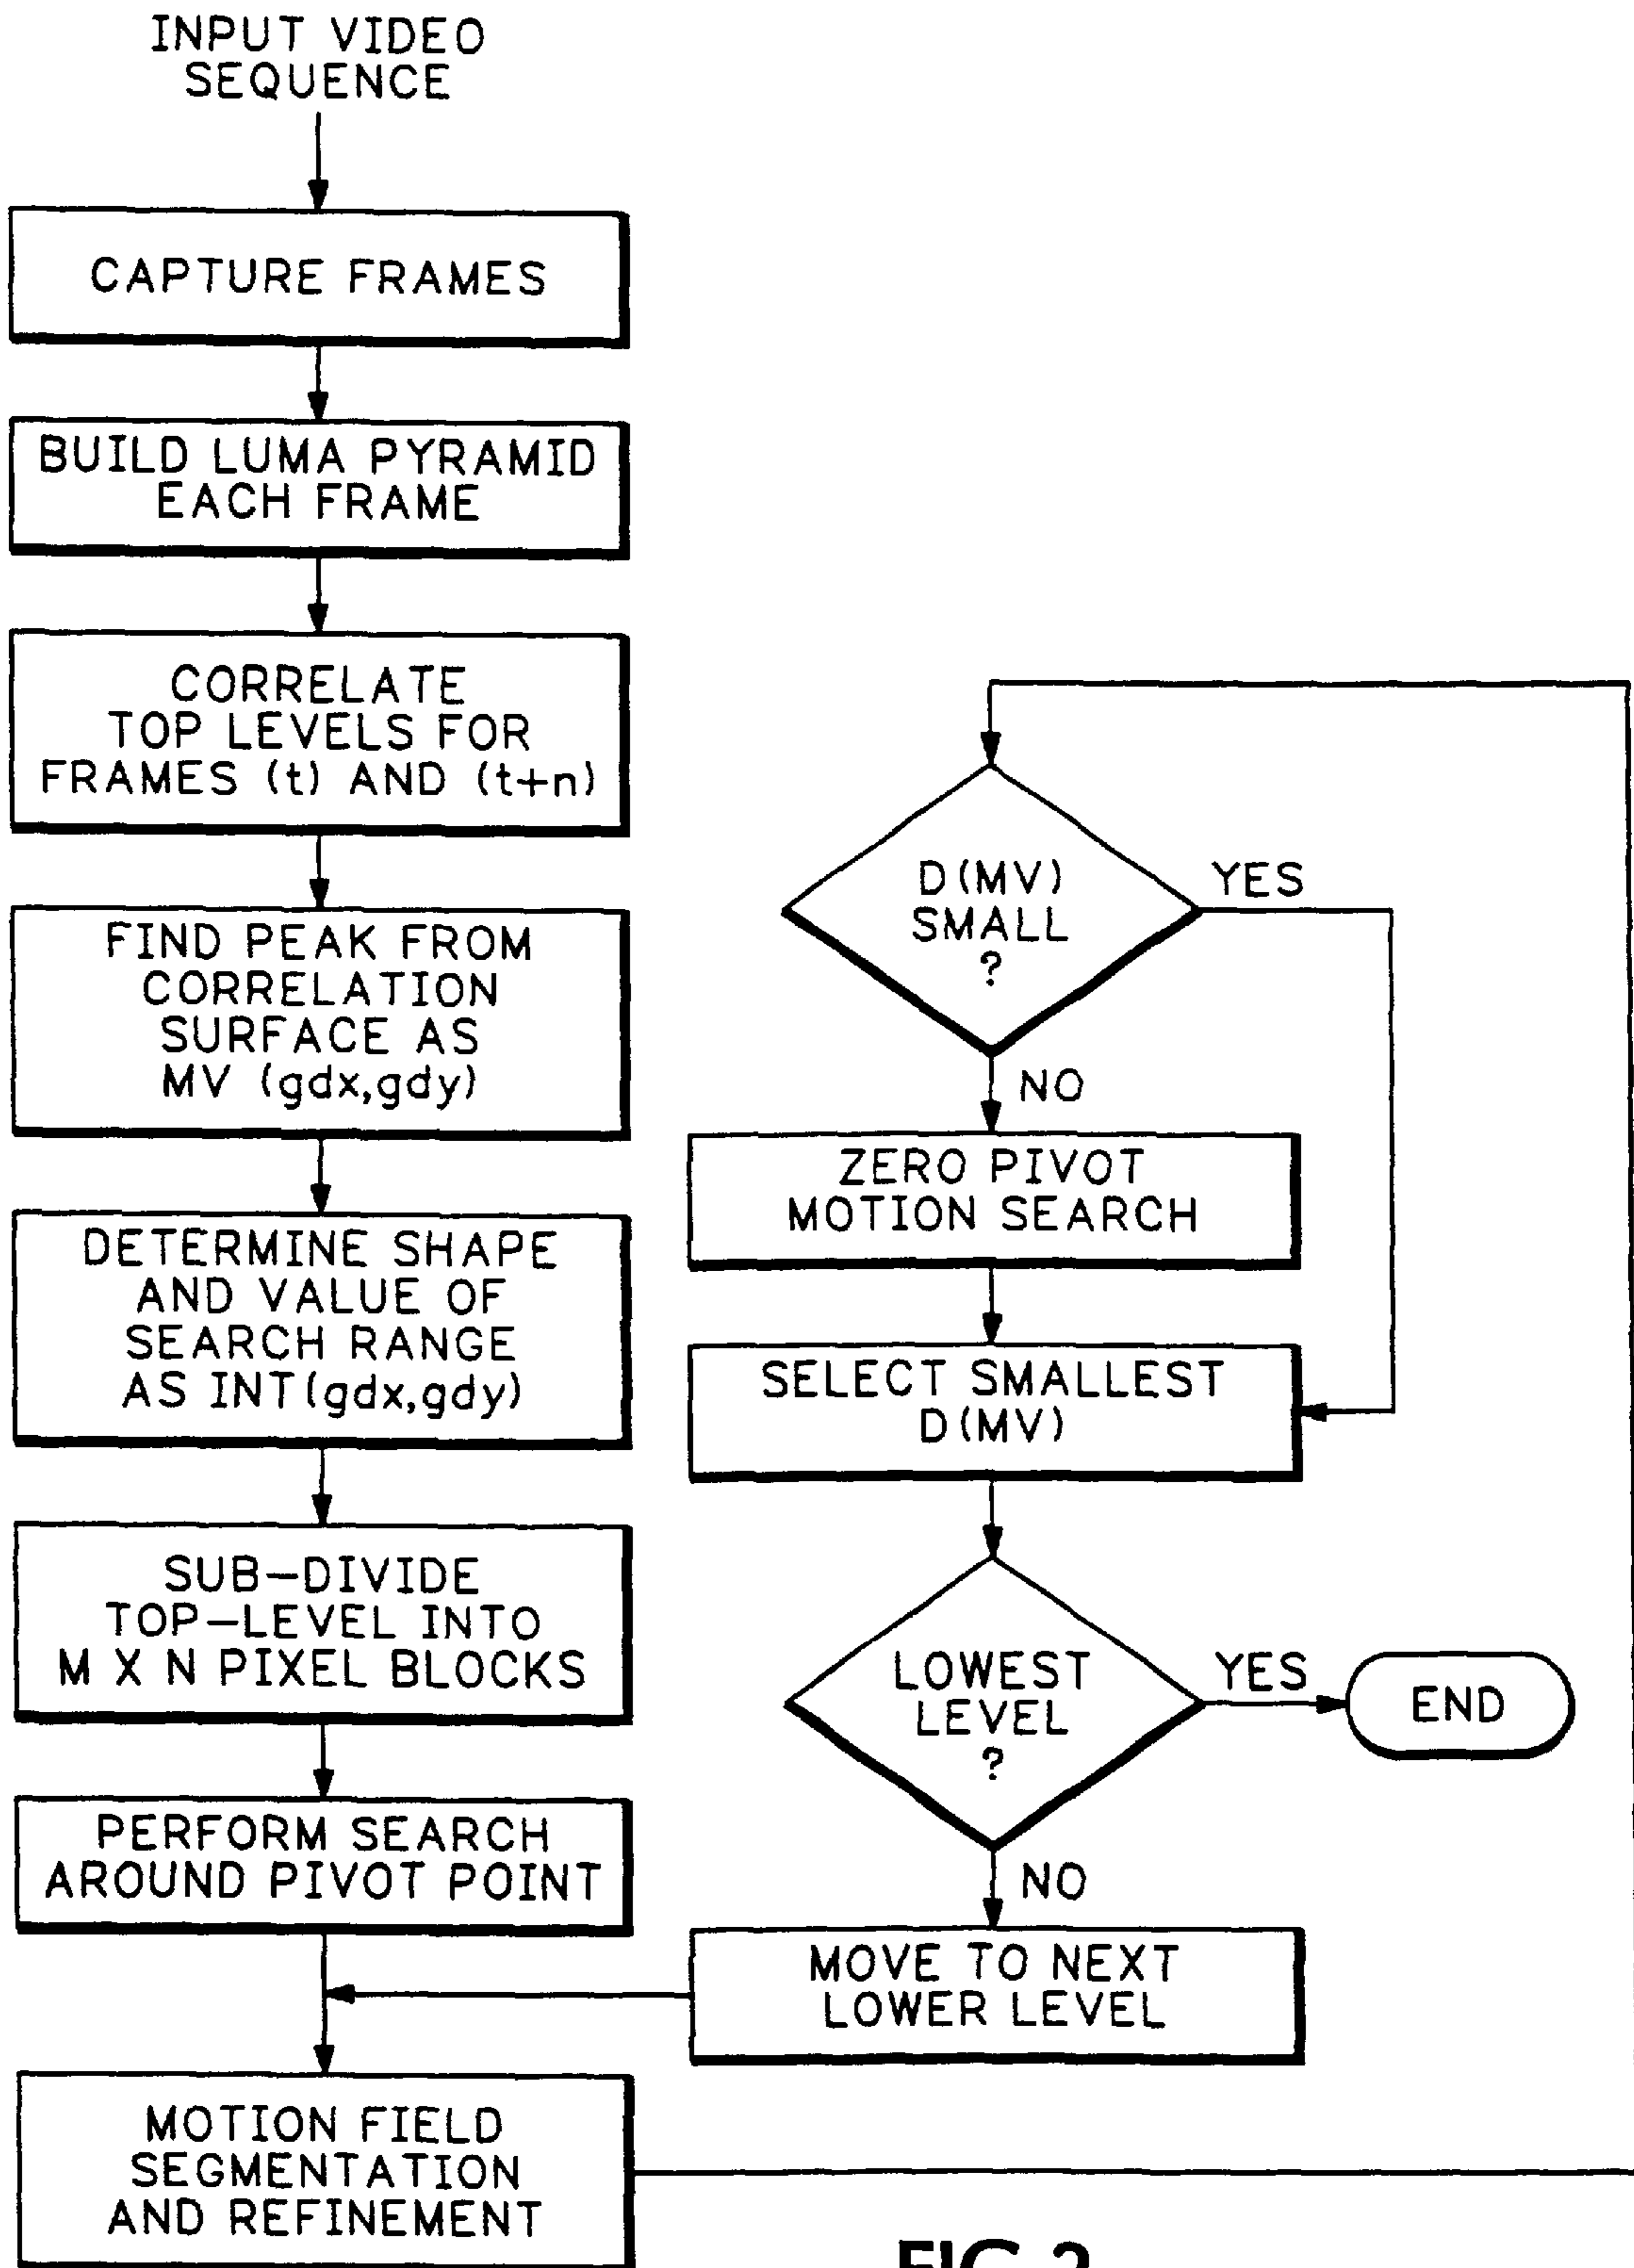 INPUT VIDEO
SEQUENCE
CAPTURE FRAMES
BUILD LUMA PYRAMID
EACH FRAME
CORRELATE
TOP LEVELS FOR
FRAMES (t) AND (t+n)
FIND PEAK FROM
CORRELATION
SURFACE AS
MV (gdx,gdy)
DETERMINE SHAPE
AND VALUE OF
SEARCH RANGE
AS INT(gdx,gdy)
SUB-DIVIDE
TOP-LEVEL INTO
M X N PIXEL BLOCKS
PERFORM SEARCH
AROUND PIVOT POINT
MOTION FIELD
SEGMENTATION
AND REFINEMENT
D(MV)
SMALL
?
YES
NO
ZERO PIVOT
MOTION SEARCH
SELECT SMALLEST
D(MV)
LOWEST
LEVEL
?
YES
END
NO
MOVE TO NEXT
LOWER LEVEL
FIG.2